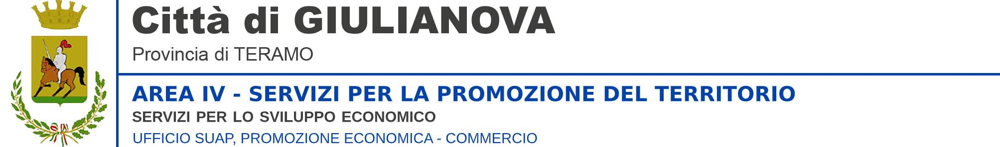 Città di GIULIANOVA
Provincia di TERAMO
AREA IV - SERVIZI PER LA PROMOZIONE DEL TERRITORIO
SERVIZI PER LO SVILUPPO ECONOMICO
UFFICIO SUAP, PROMOZIONE ECONOMICA - COMMERCIO